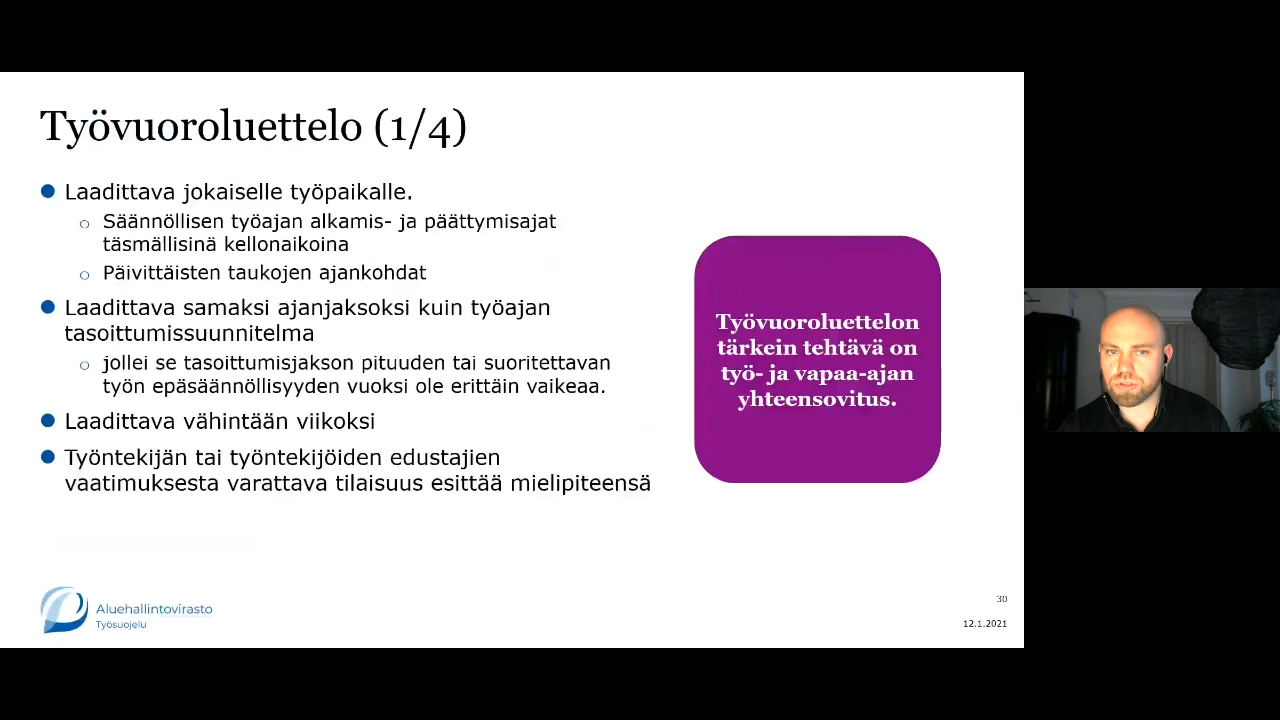 Työvuoroluettelo (1/4)
Laadittava jokaiselle työpaikalle.
Säännöllisen työajan alkamis- ja päättymisajat
täsmällisinä kellonaikoina
Päivittäisten taukojen ajankohdat
Laadittava samaksi ajanjaksoksi kuin työajan
tasoittumissuunnitelma
jollei se tasoittumisjakson pituuden tai suoritettavan
työn epäsäännöllisyyden vuoksi ole erittäin vaikeaa.
Laadittava vähintään viikoksi
Työntekijän tai työntekijöiden edustajien
vaatimuksesta varattava tilaisuus esittää mielipiteensä
Työvuoroluettelon
tärkein tehtävä on
työ- ja vapaa-ajan
yhteensovitus.
Aluehallintovirasto
Työsuojelu
30
12.1.2021